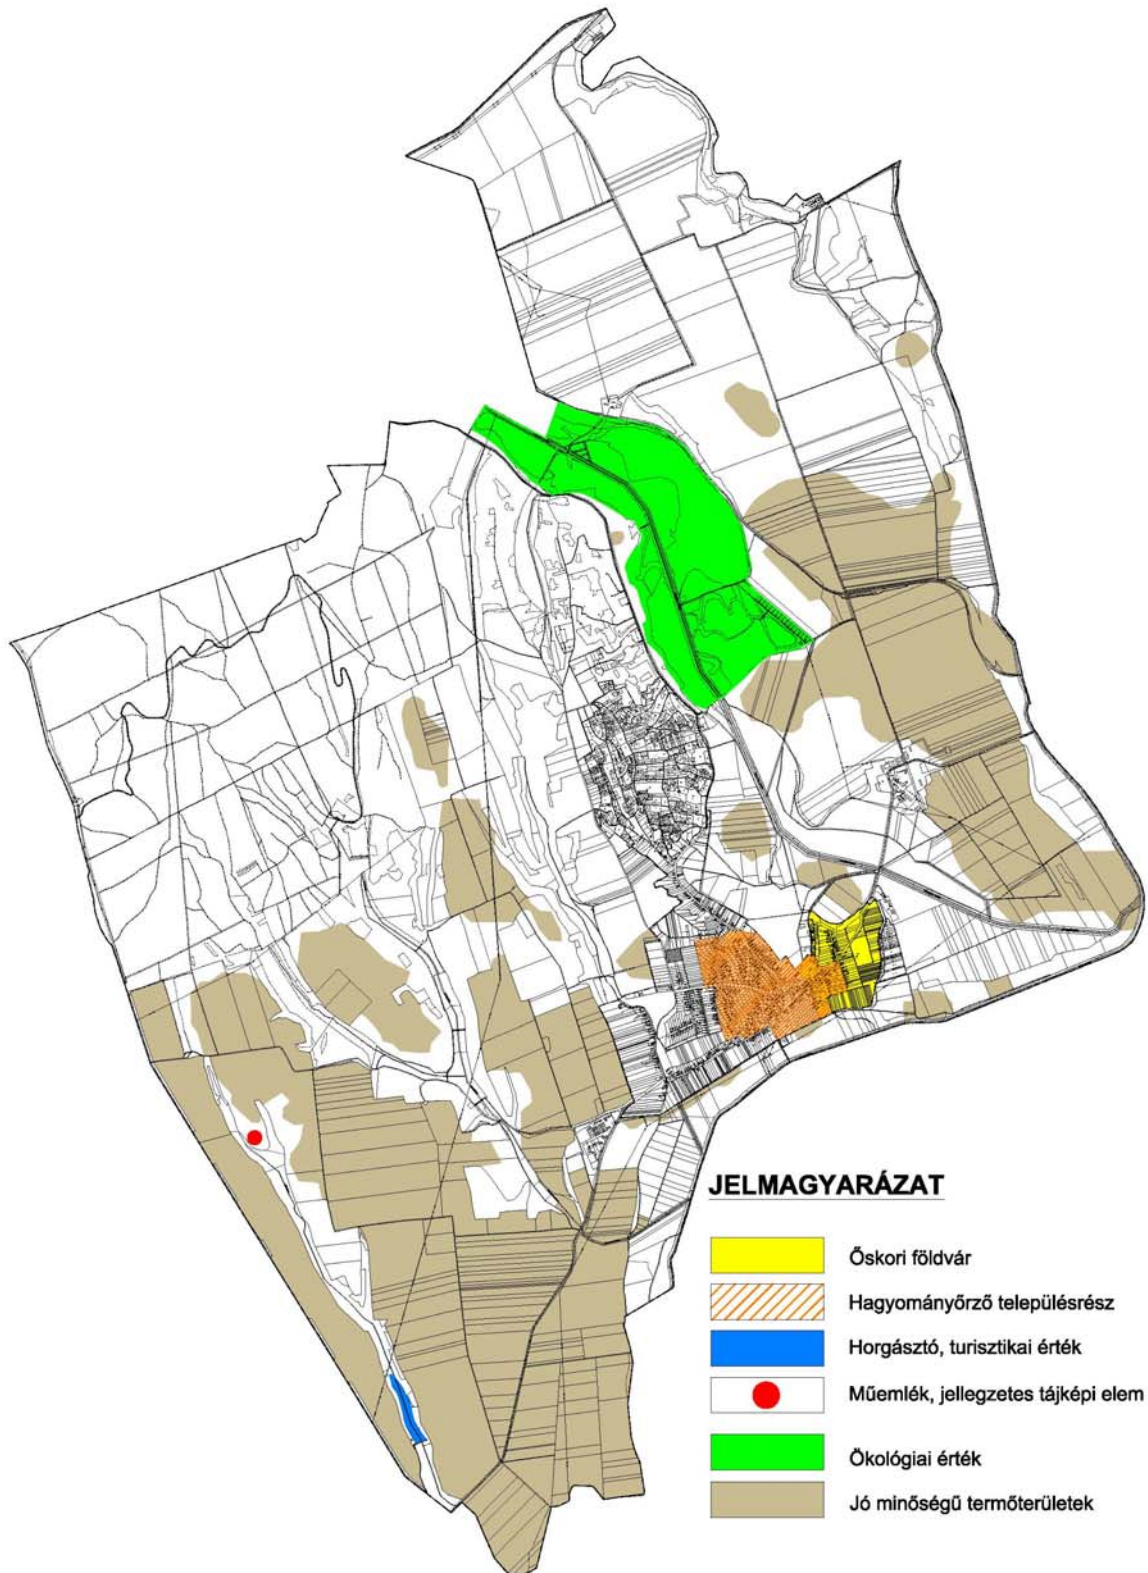 JELMAGYARÁZAT
Őskori földvár
Hagyományőrző településrész
Horgásztó, turisztikai érték
Műemlék, jellegzetes tájképi elem
Ökológiai érték
Jó minőségű termőterületek